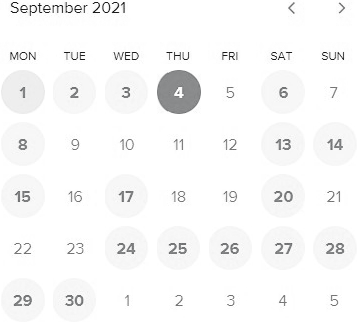 September 2021 < >
MON TUE WED THU FRI SAT SUN
1 2 3 4 5 6 7
8 9 10 11 12 13 14
15 16 17 18 19 20 21
22 23 24 25 26 27 28
29 30 1 2 3 4 5